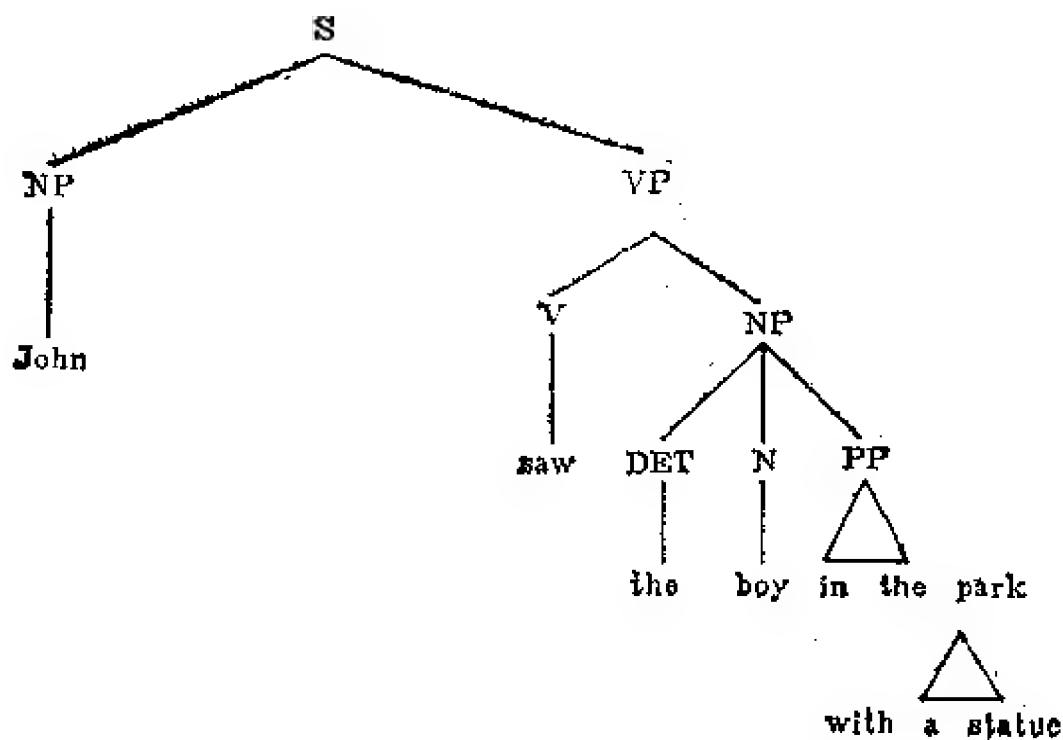 S
NP VP
V NP
John
saw DET N PP
the boy in the park
with a statue